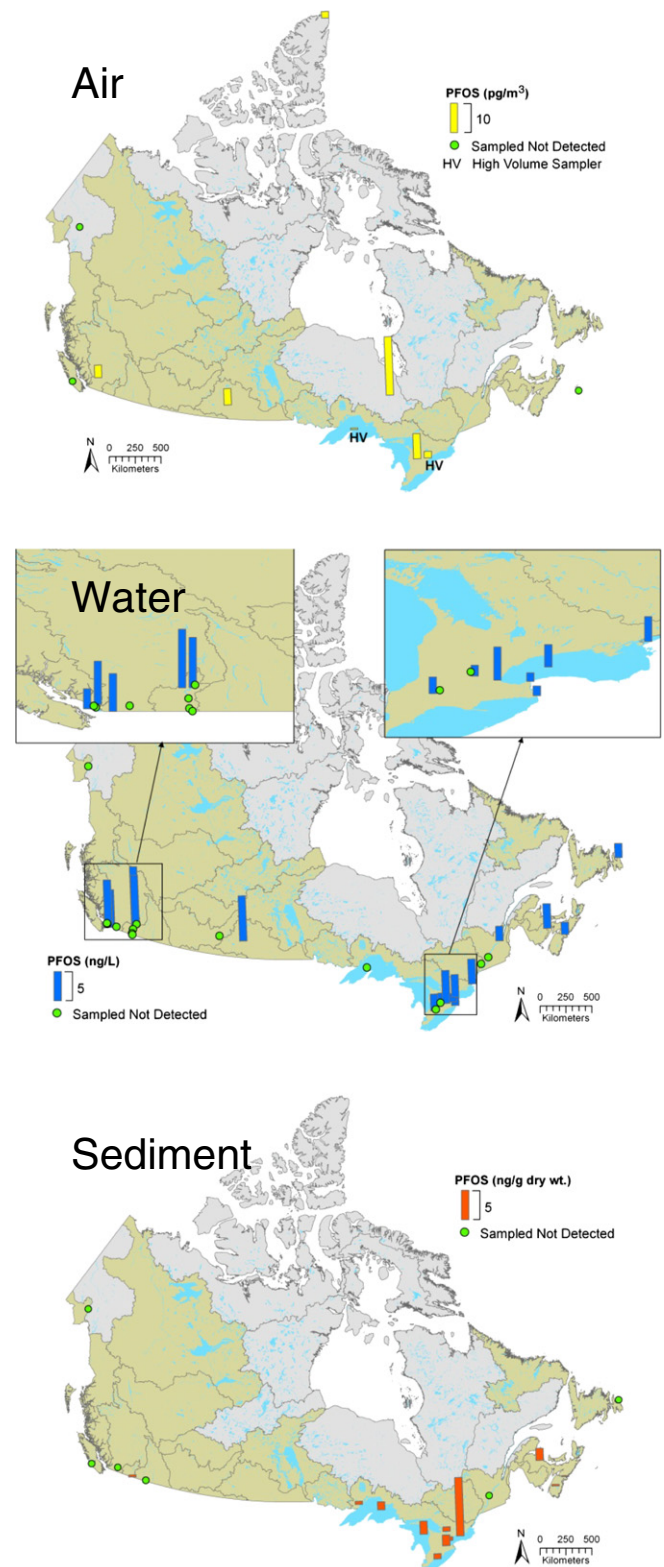 Air
PFOS (pg/m³)
10
Sampled Not Detected
HV High Volume Sampler
N
0 250 500
Kilometers
HV
HV
Water
PFOS (ng/L)
5
Sampled Not Detected
N
0 250 500
Kilometers
Sediment
PFOS (ng/g dry wt.)
5
Sampled Not Detected
N
0 250 500
Kilometers